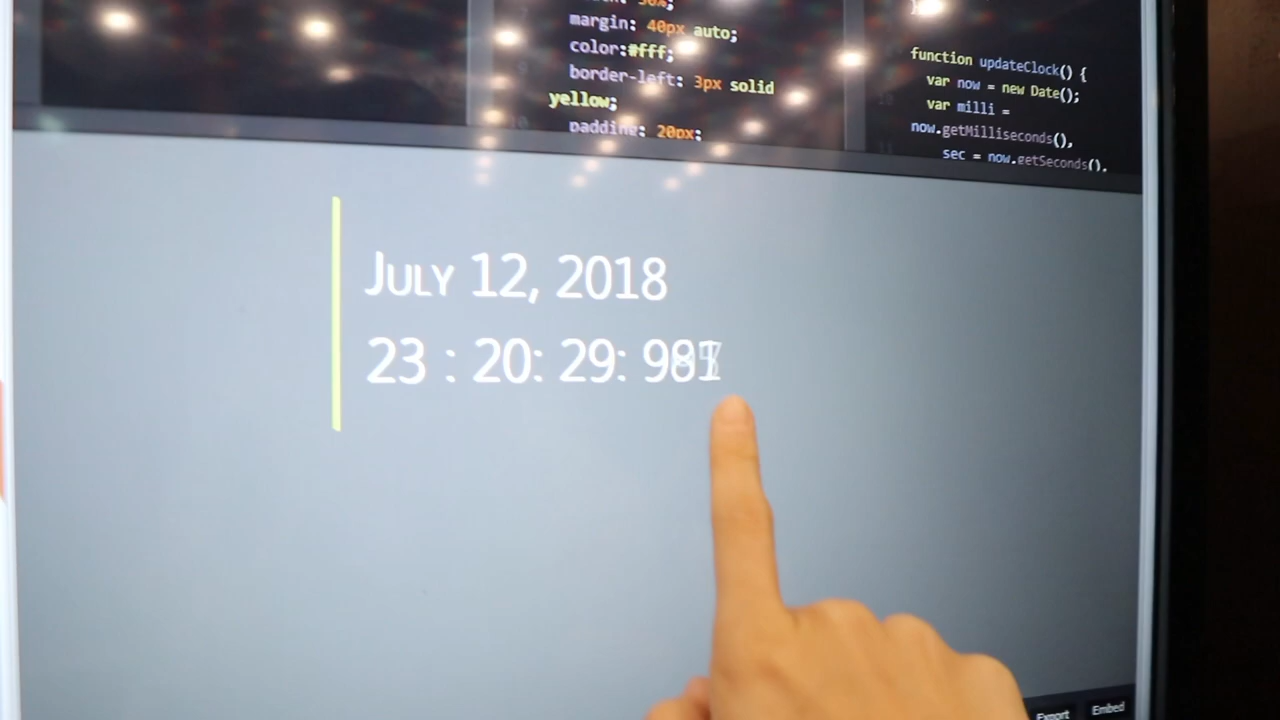 margin: 40px auto;
color:#fff;
border-left: 3px solid
yellow;
padding: 20px;
function updateClock() {
var now = new Date();
var milli =
now.getMilliseconds(),
sec = now.getSeconds(),
July 12, 2018
23 : 20: 29: 981
Export
Embed